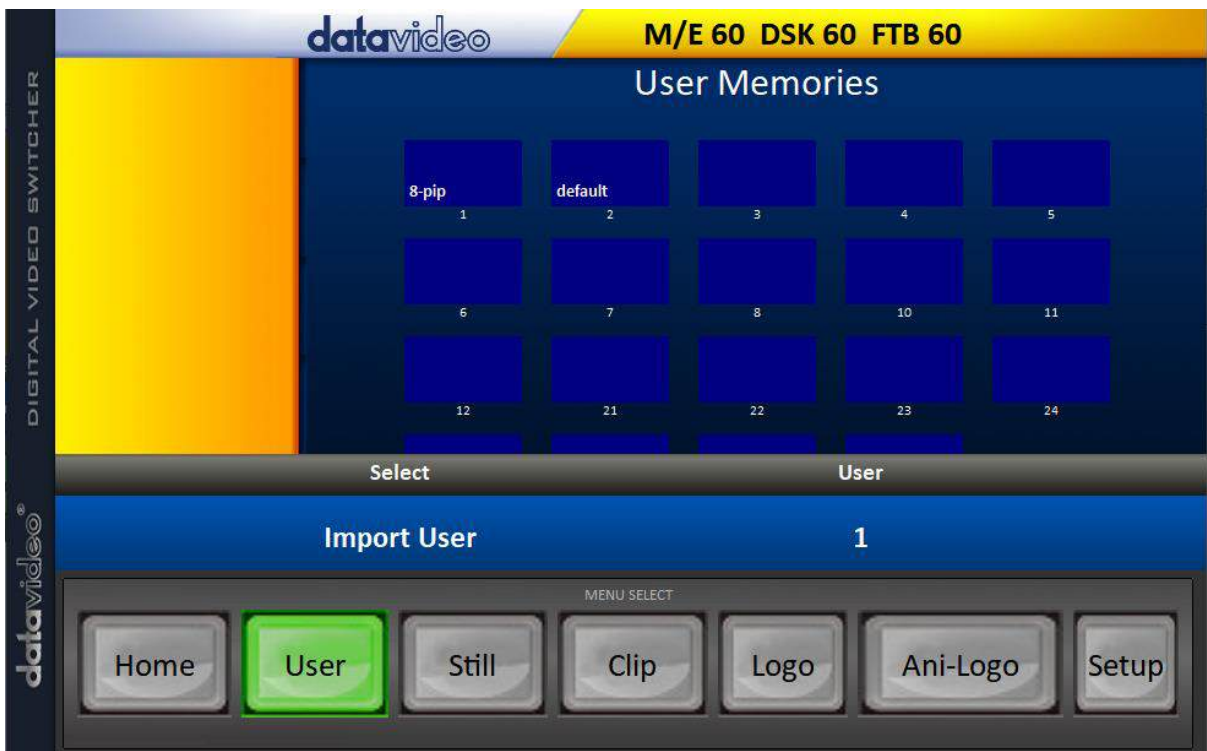 datavideo
M/E 60 DSK 60 FTB 60
DIGITAL VIDEO SWITCHER
datavideo®
User Memories
8-pip
default
1
2
3
4
5
6
7
8
10
11
12
21
22
23
24
Select
User
Import User
1
MENU SELECT
Home
User
Still
Clip
Logo
Ani-Logo
Setup